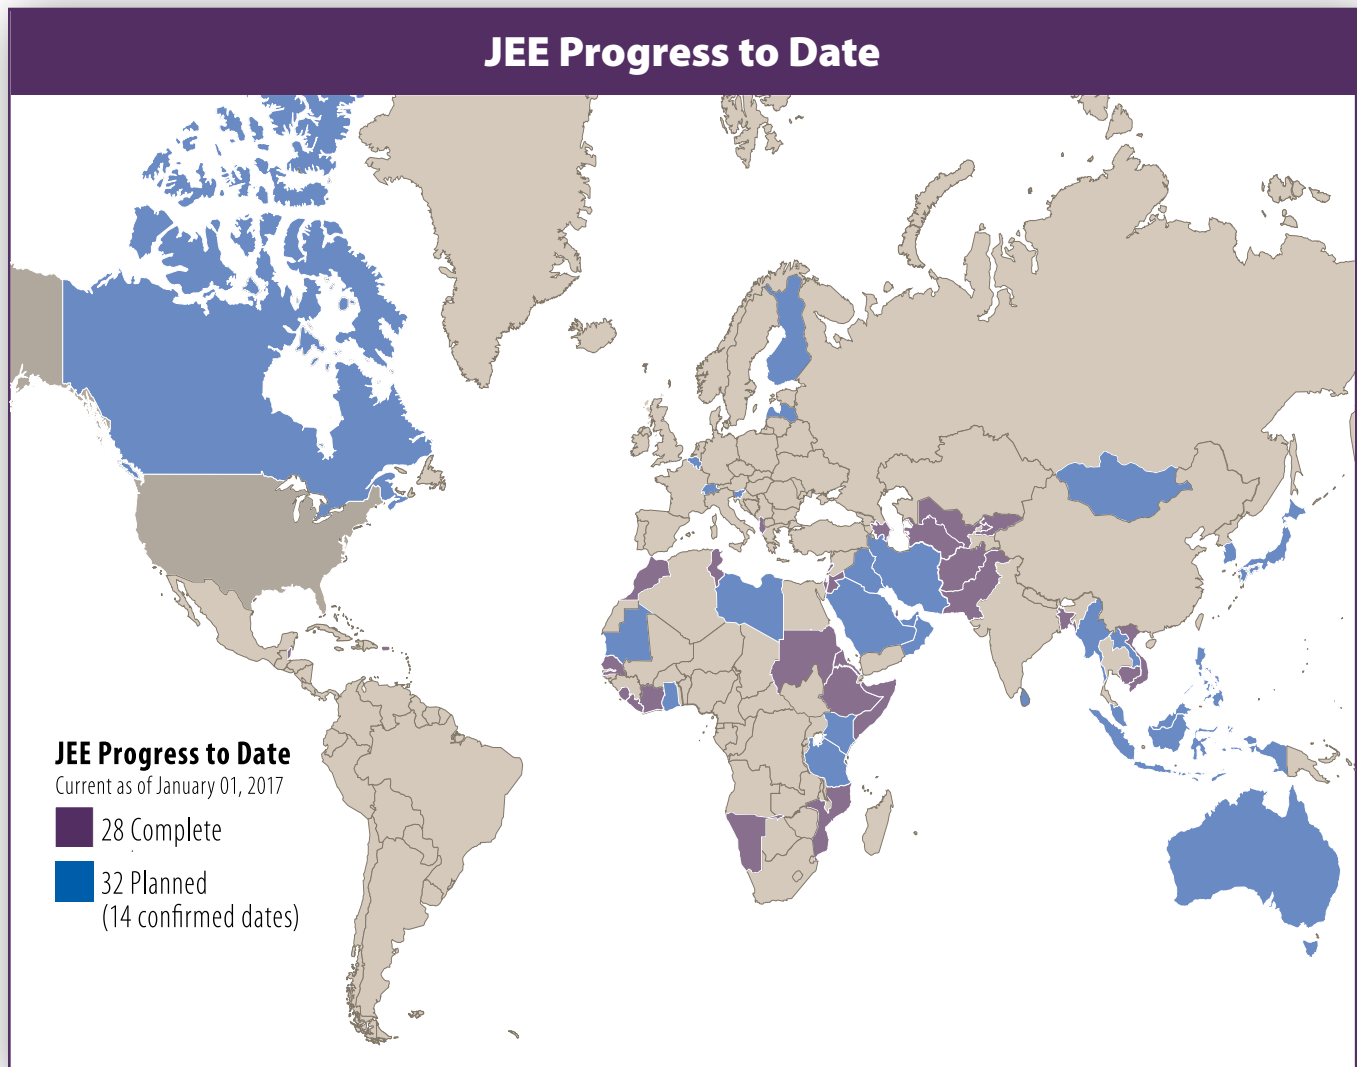 JEE Progress to Date
JEE Progress to Date
Current as of January 01, 2017
28 Complete
32 Planned
(14 confirmed dates)